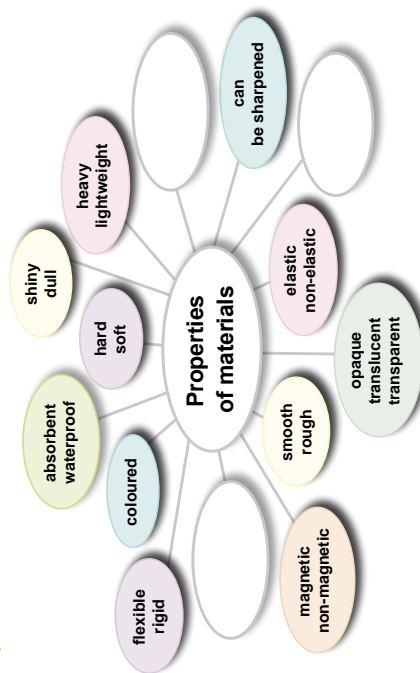 Properties
of materials
shiny
dull
heavy
lightweight
can
be sharpened
elastic
non-elastic
opaque
translucent
transparent
smooth
rough
magnetic
non-magnetic
flexible
rigid
coloured
absorbent
waterproof
hard
soft